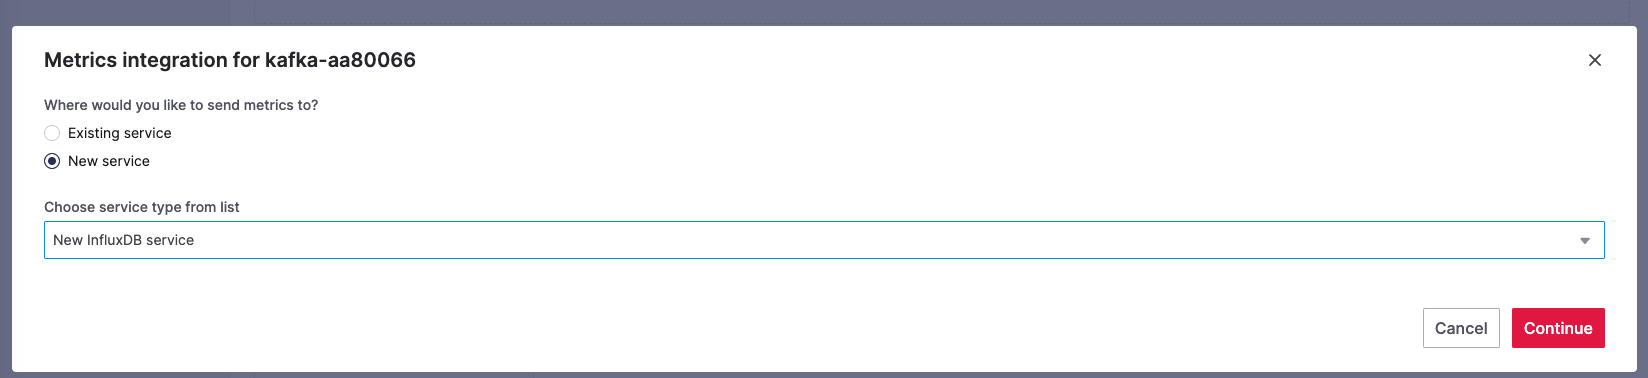 Metrics integration for kafka-aa80066
Where would you like to send metrics to?
Existing service
New service
Choose service type from list
New InfluxDB service
Cancel
Continue